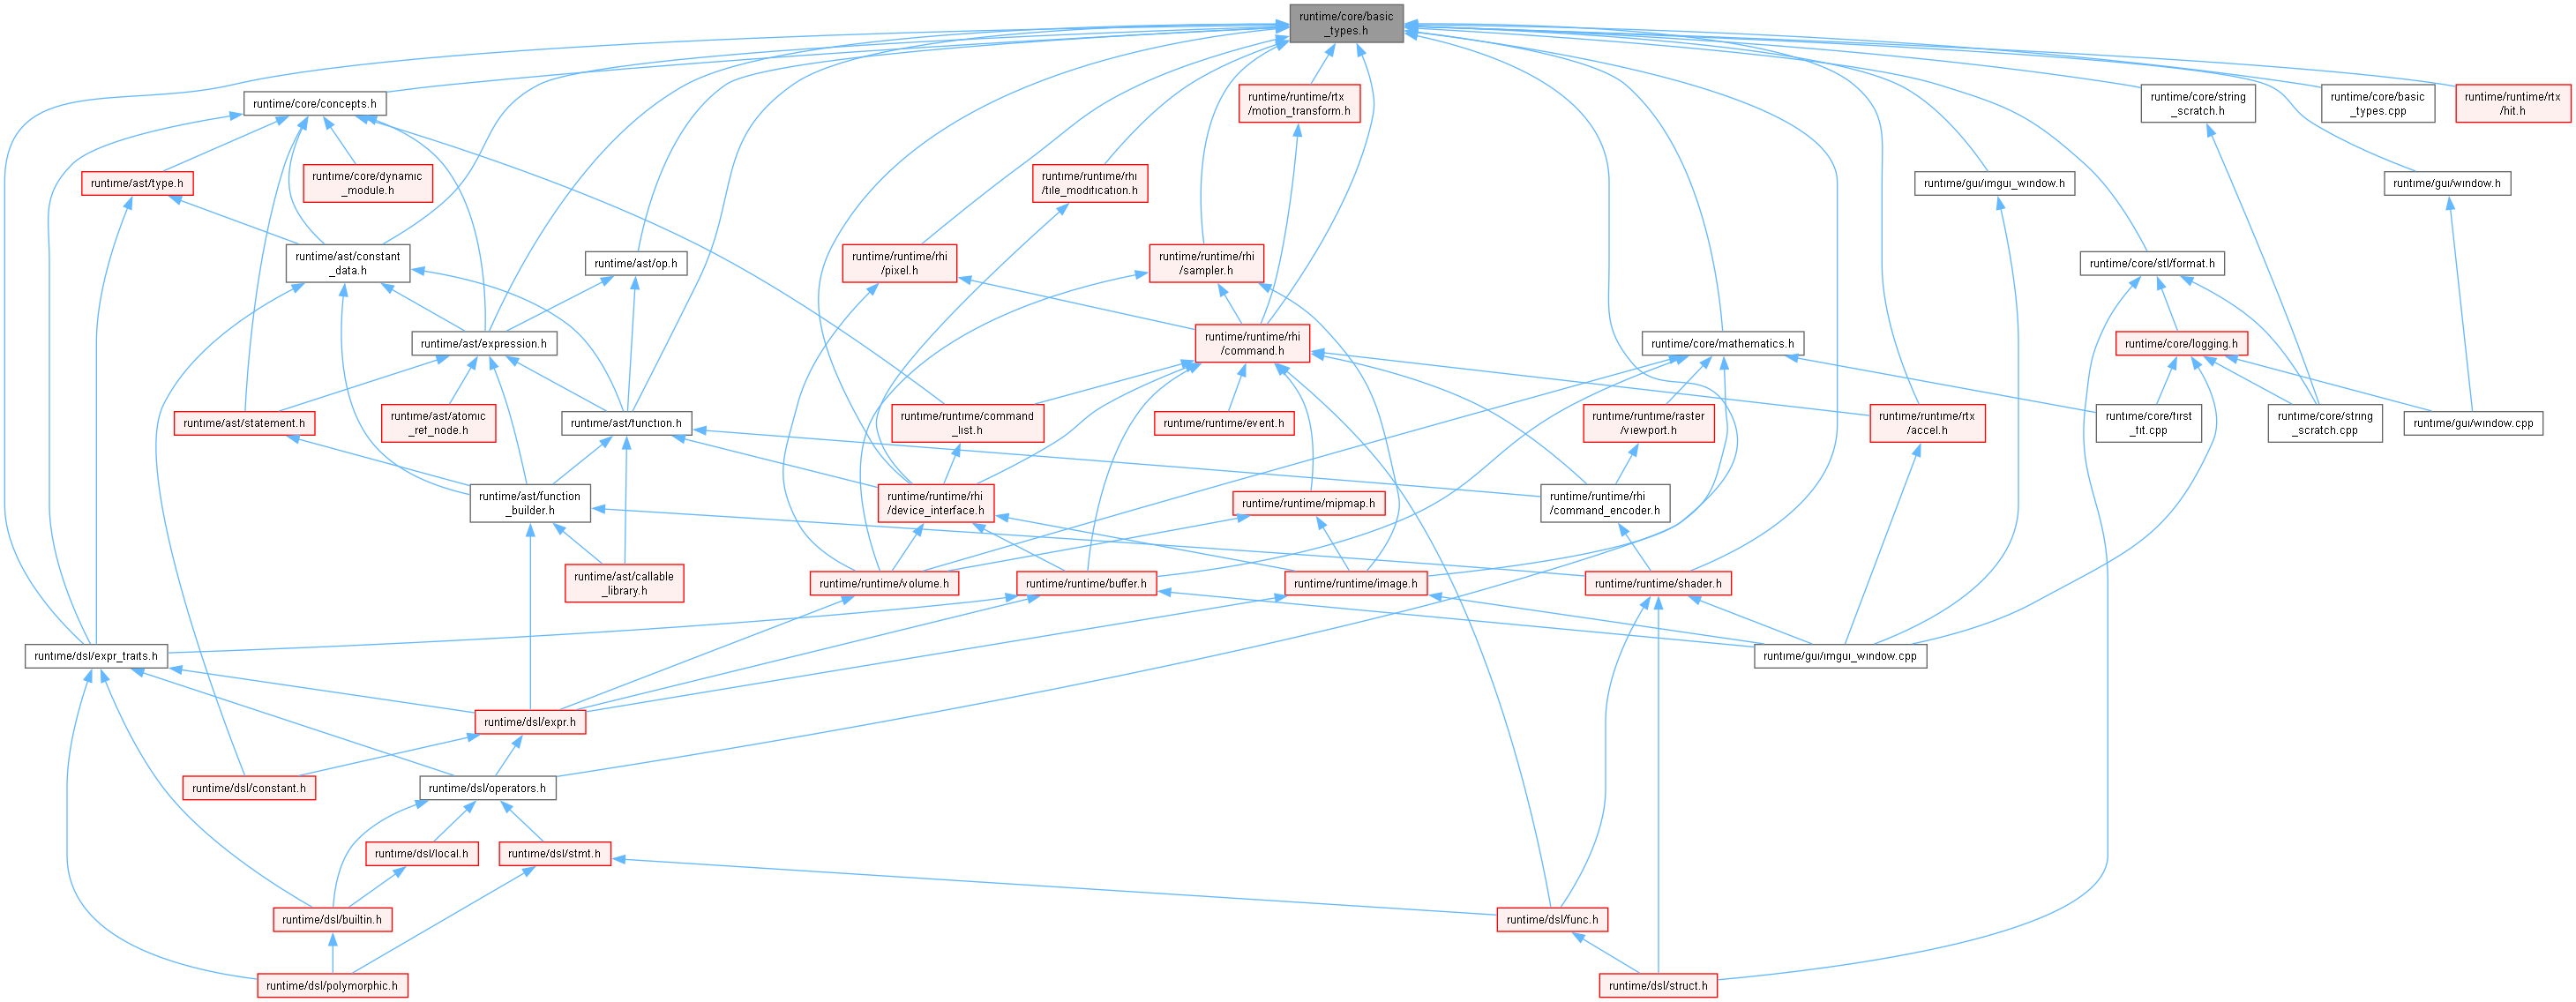 runtime/core/basic
_types.h
runtime/core/concepts.h
runtime/runtime/rtx
/motion_transform.h
runtime/core/string
_scratch.h
runtime/core/basic
_types.cpp
runtime/runtime/rtx
/hit.h
runtime/ast/type.h
runtime/core/dynamic
_module.h
runtime/runtime/rhi
/tile_modification.h
runtime/gui/imgui_window.h
runtime/gui/window.h
runtime/ast/constant
_data.h
runtime/ast/op.h
runtime/runtime/rhi
/pixel.h
runtime/runtime/rhi
/sampler.h
runtime/core/stl/format.h
runtime/ast/expression.h
runtime/runtime/rhi
/command.h
runtime/core/mathematics.h
runtime/core/logging.h
runtime/ast/statement.h
runtime/ast/atomic
_ref_node.h
runtime/ast/function.h
runtime/runtime/command
_list.h
runtime/runtime/event.h
runtime/runtime/raster
/viewport.h
runtime/runtime/rtx
/accel.h
runtime/core/first
_fit.cpp
runtime/core/string
_scratch.cpp
runtime/gui/window.cpp
runtime/ast/function
_builder.h
runtime/runtime/rhi
/device_interface.h
runtime/runtime/mipmap.h
runtime/runtime/rhi
/command_encoder.h
runtime/ast/callable
_library.h
runtime/runtime/volume.h
runtime/runtime/buffer.h
runtime/runtime/image.h
runtime/runtime/shader.h
runtime/dsl/expr_traits.h
runtime/gui/imgui_window.cpp
runtime/dsl/expr.h
runtime/dsl/constant.h
runtime/dsl/operators.h
runtime/dsl/local.h
runtime/dsl/stmt.h
runtime/dsl/builtin.h
runtime/dsl/func.h
runtime/dsl/polymorphic.h
runtime/dsl/struct.h